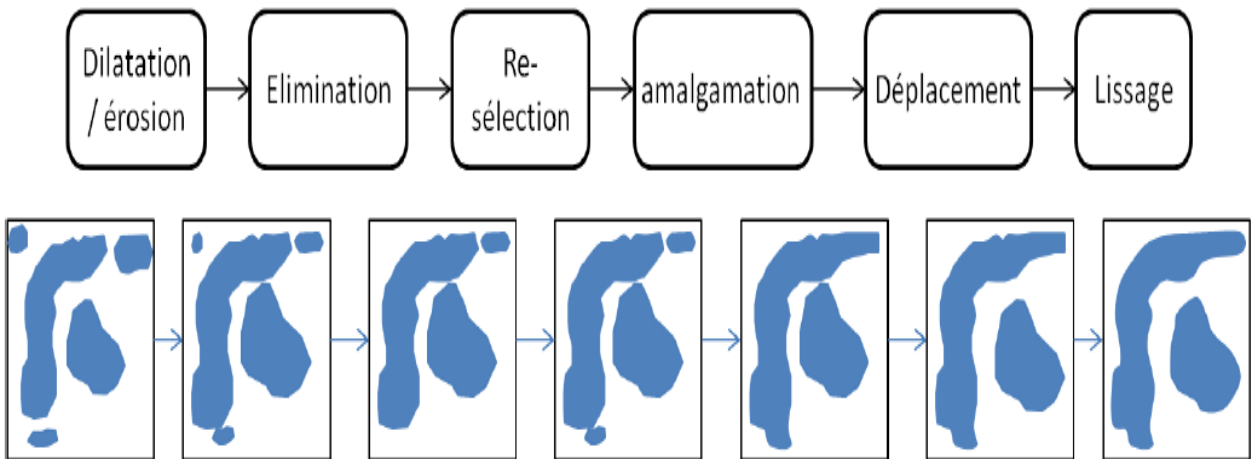 Dilatation
/ érosion
Elimination
Re-
sélection
amalgamation
Déplacement
Lissage